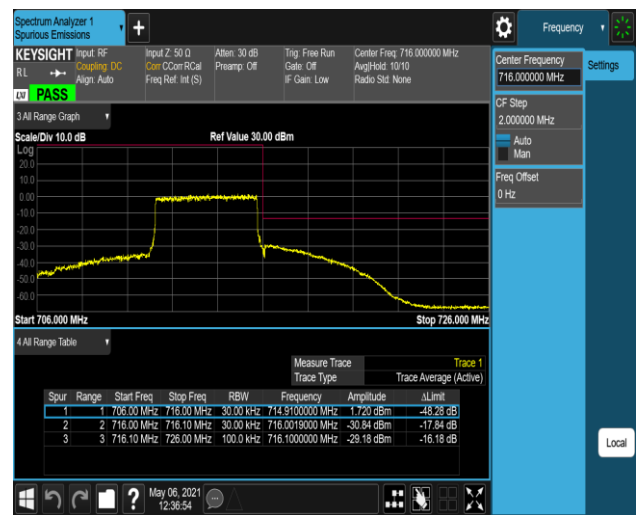 Spectrum Analyzer 1
Spurious Emissions
Frequency
KEYSIGHT
RL
LXI PASS
Input: RF
Coupling: DC
Align: Auto
Input Z: 50 Ω
Corr CCorr RCal
Freq Ref: Int (S)
Atten: 30 dB
Preamp: Off
Trig: Free Run
Gate: Off
IF Gain: Low
Center Freq: 716.000000 MHz
Avg|Hold: 10/10
Radio Std: None
Center Frequency
716.000000 MHz
Settings
CF Step
2.000000 MHz
Auto
Man
Freq Offset
0 Hz
3 All Range Graph
Scale/Div 10.0 dB
Ref Value 30.00 dBm
Log
20.0
10.0
0.00
-10.0
-20.0
-30.0
-40.0
-50.0
-60.0
Start 706.000 MHz
Stop 726.000 MHz
4 All Range Table
Measure Trace Trace 1
Trace Type Trace Average (Active)
Spur Range Start Freq Stop Freq RBW Frequency Amplitude ΔLimit
1 1 706.00 MHz 716.00 MHz 30.00 kHz 714.9100000 MHz 1.720 dBm -48.28 dB
2 2 716.00 MHz 716.10 MHz 30.00 kHz 716.0019000 MHz -30.84 dBm -17.84 dB
3 3 716.10 MHz 726.00 MHz 100.0 kHz 716.1000000 MHz -29.18 dBm -16.18 dB
Local
?
May 06, 2021
12:36:54